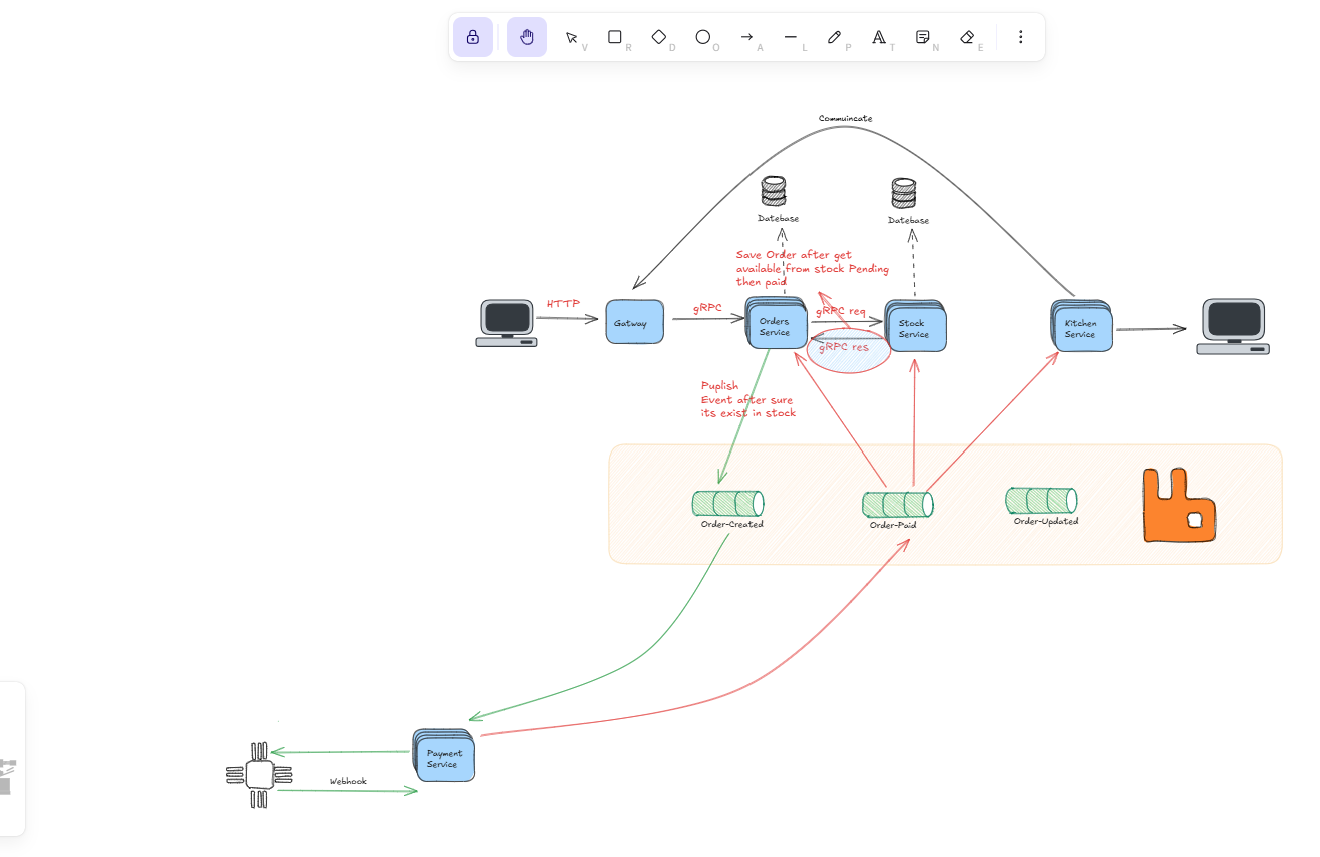 V
R
D
O
A
L
P
T
N
E
Commuincate
Datebase
Datebase
Save Order after get
available from stock Pending
then paid
HTTP
Gatway
gRPC
Orders
Service
gRPC req
gRPC res
Stock
Service
Kitchen
Service
Puplish
Event after sure
its exist in stock
Order-Created
Order-Paid
Order-Updated
Payment
Service
Webhook